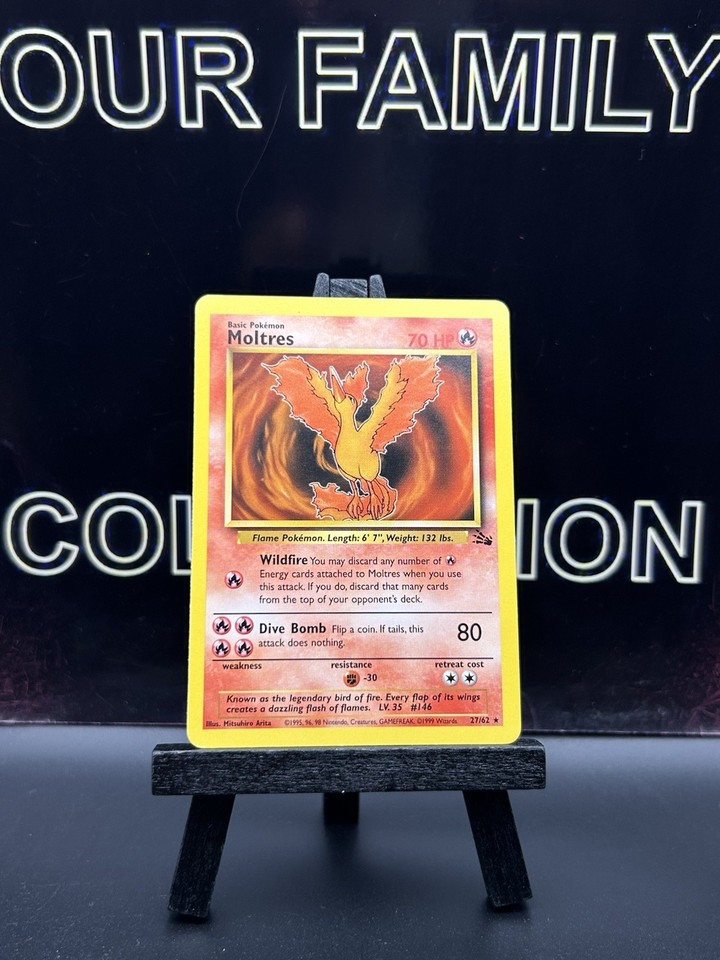 OUR FAMILY
Basic Pokémon
Moltres
70 HP
Flame Pokémon. Length: 6' 7", Weight: 132 lbs.
Wildfire You may discard any number of
Energy cards attached to Moltres when you use
this attack. If you do, discard that many cards
from the top of your opponent's deck.
Dive Bomb Flip a coin. If tails, this
attack does nothing.
80
weakness resistance retreat cost
-30
Known as the legendary bird of fire. Every flap of its wings
creates a dazzling flash of flames. LV. 35 #146
Illus. Mitsuhiro Arita ©1995, 96, 98 Nintendo, Creatures, GAMEFREAK. ©1999 Wizards. 27/62 ★